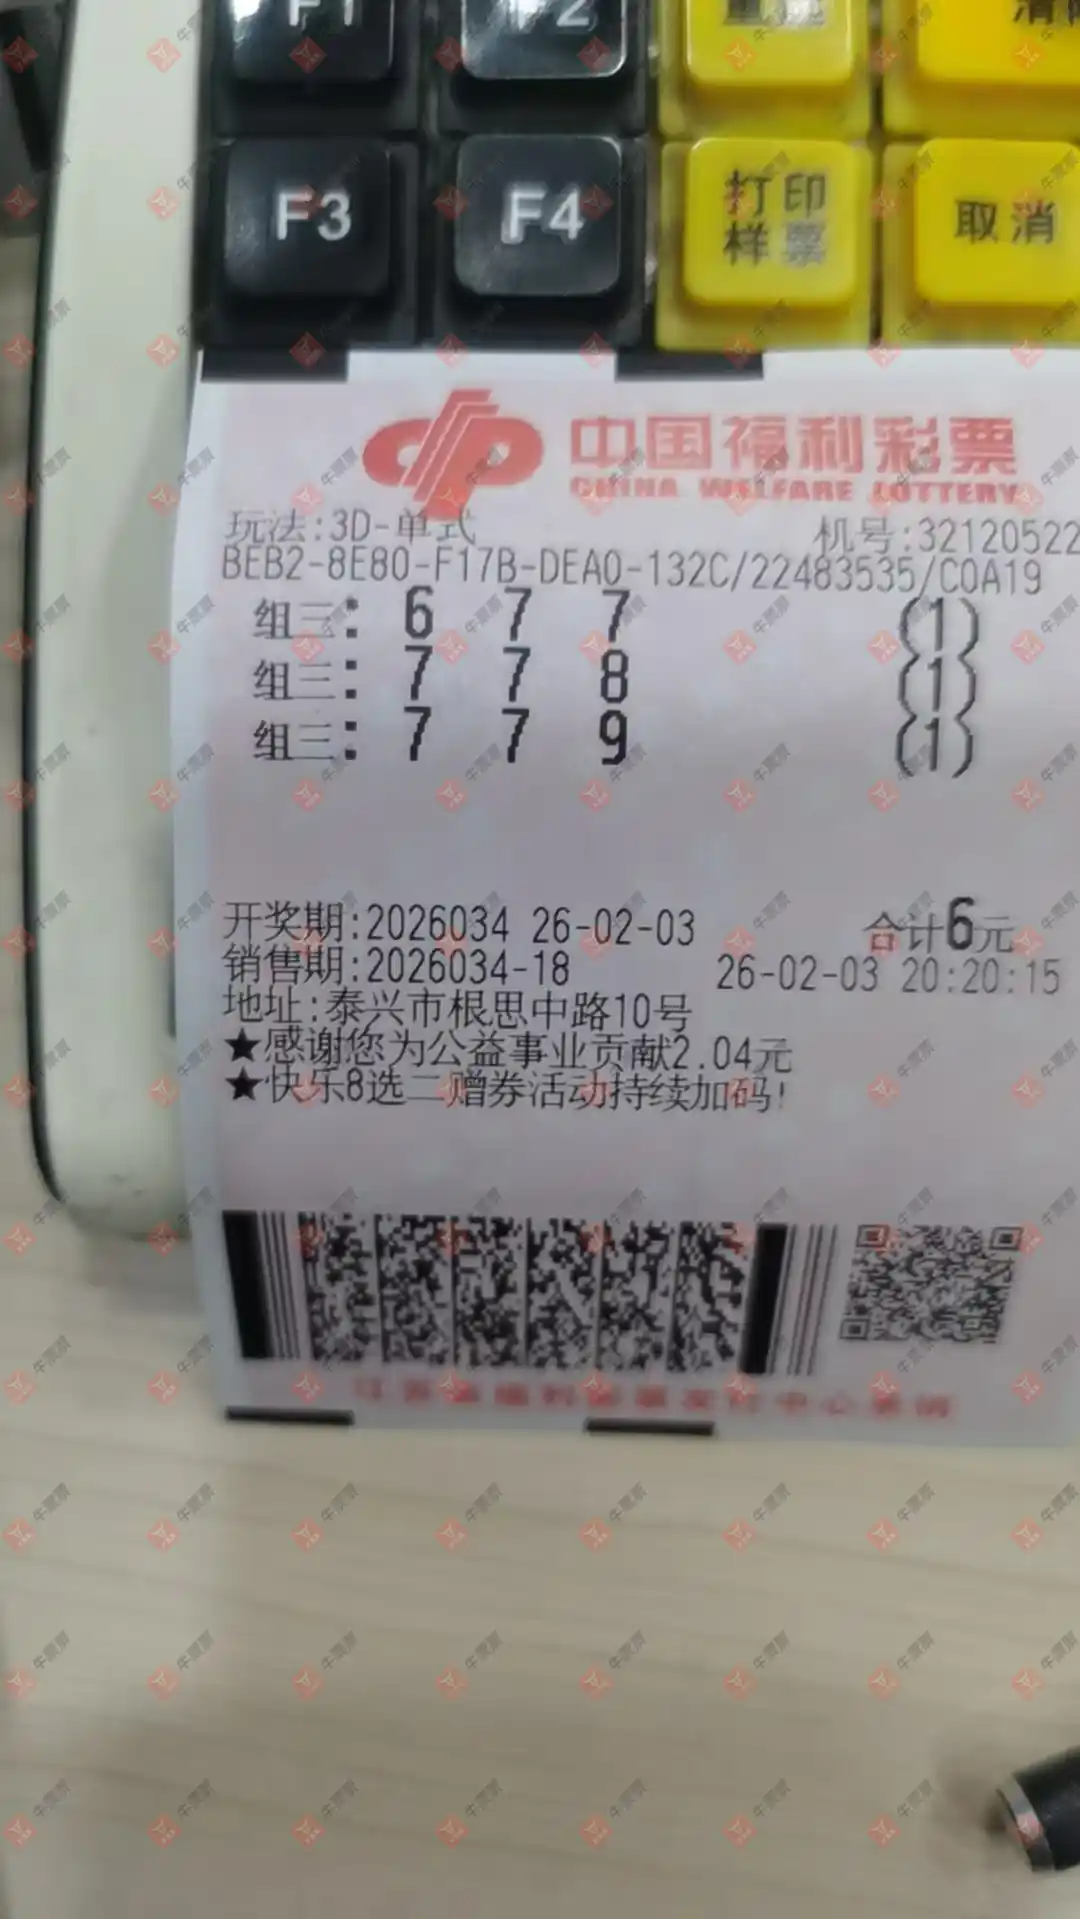 F1 F2
F3 F4 打印样票 取消
中国福利彩票
CHINA WELFARE LOTTERY
玩法:3D-单式 机号:32120522
BEB2-8E80-F17B-DEA0-132C/22483535/C0A19
组三: 6 7 7 (1)
组三: 7 7 8 (1)
组三: 7 7 9 (1)
开奖期:2026034 26-02-03 合计6元
销售期:2026034-18 26-02-03 20:20:15
地址:泰兴市根思中路10号
★感谢您为公益事业贡献2.04元
★快乐8选二赠券活动持续加码!